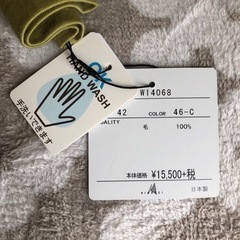 OK
HAND WASH
手洗いできます
W14068
42 COLOR 46-C
QUALITY
毛 100%
本体価格 ¥15,500+税
日本製